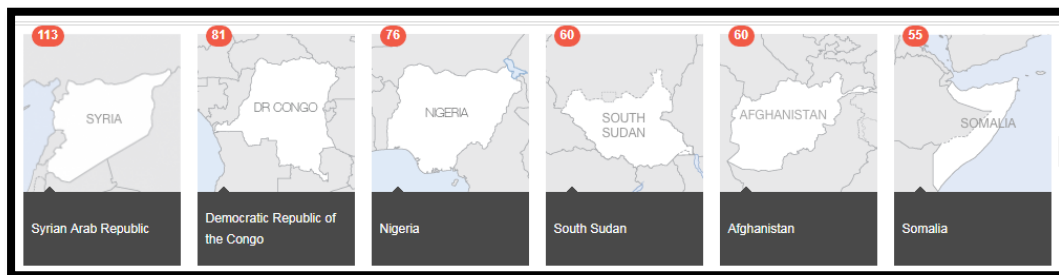 113
SYRIA
Syrian Arab Republic
81
DR CONGO
Democratic Republic of
the Congo
76
NIGERIA
Nigeria
60
SOUTH
SUDAN
South Sudan
60
AFGHANISTAN
Afghanistan
55
SOMALIA
Somalia